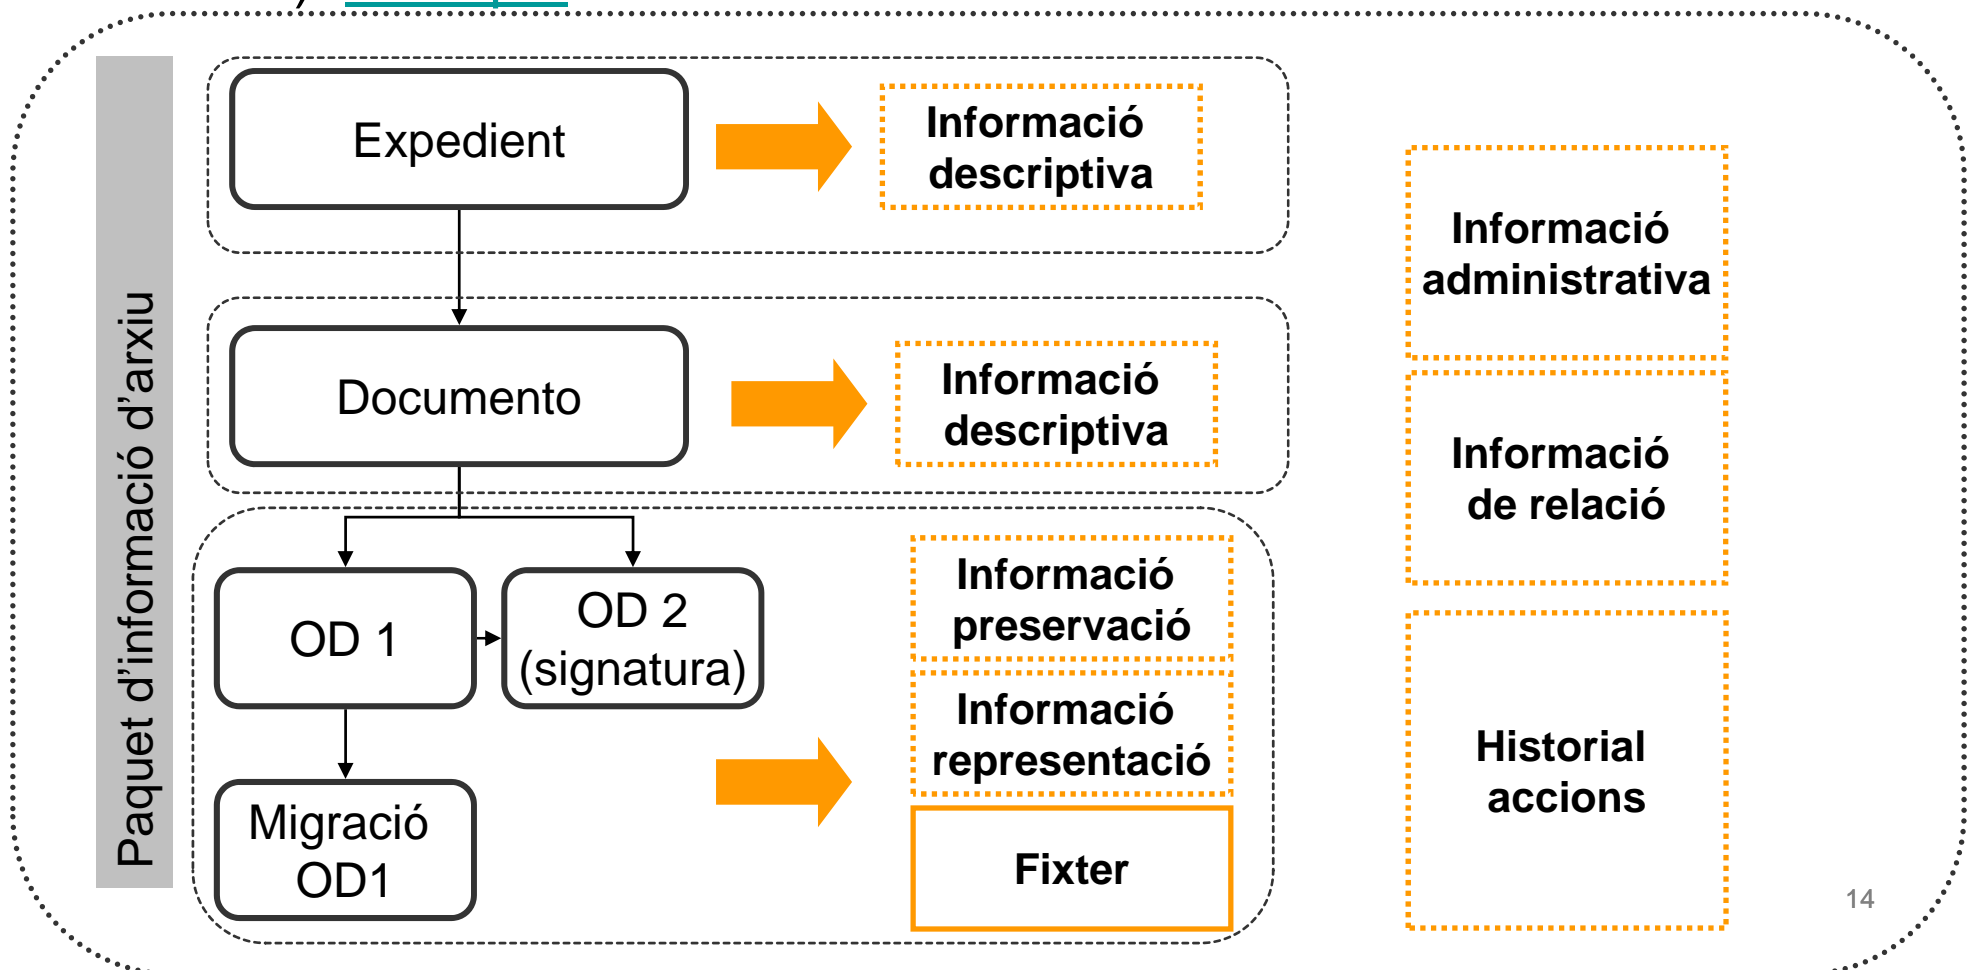 Paquet d'informació d'arxiu
Expedient
Informació
descriptiva
Documento
Informació
descriptiva
OD 1
OD 2
(signatura)
Migració
OD1
Informació
preservació
Informació
representació
Fixter
Informació
administrativa
Informació
de relació
Historial
accions
14